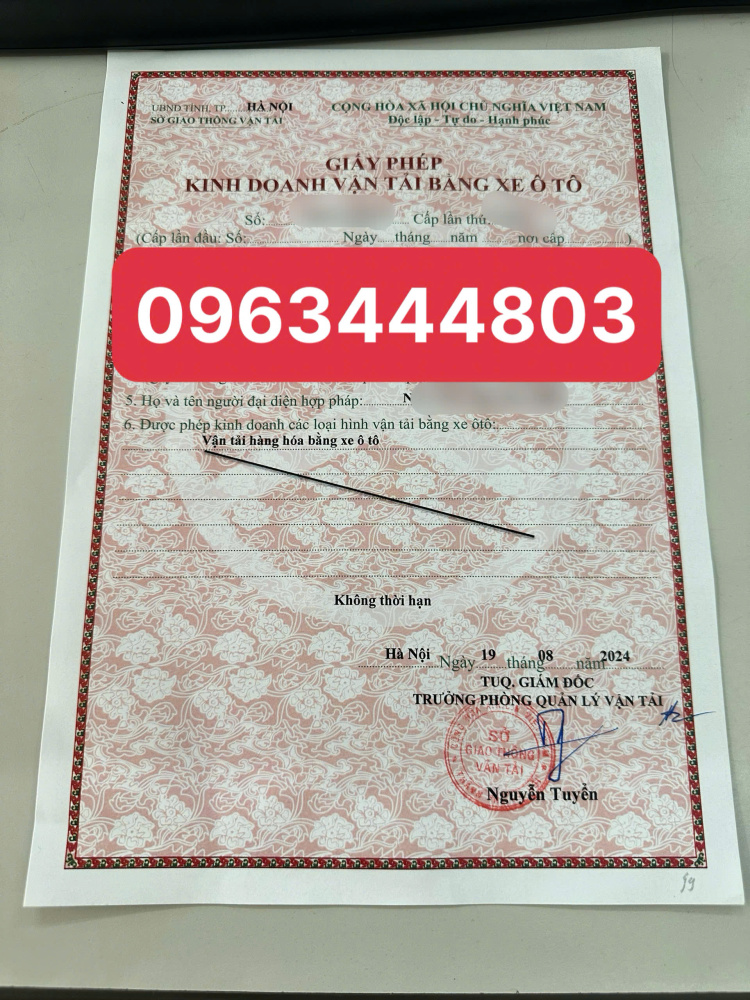 UBND TỈNH, TP......HÀ NỘI
SỞ GIAO THÔNG VẬN TẢI
CỘNG HÒA XÃ HỘI CHỦ NGHĨA VIỆT NAM
Độc lập - Tự do - Hạnh phúc
GIẤY PHÉP
KINH DOANH VẬN TẢI BẰNG XE Ô TÔ
Số: Cấp lần thứ
(Cấp lần đầu: Số: Ngày tháng năm nơi cấp )
0963444803
5. Họ và tên người đại diện hợp pháp: N
6. Được phép kinh doanh các loại hình vận tải bằng xe ôtô:
Vận tải hàng hóa bằng xe ô tô
Không thời hạn
Hà Nội Ngày 19 tháng 08 năm 2024
TUQ. GIÁM ĐỐC
TRƯỞNG PHÒNG QUẢN LÝ VẬN TẢI
SỞ
GIAO THÔNG
VẬN TẢI
Nguyễn Tuyển